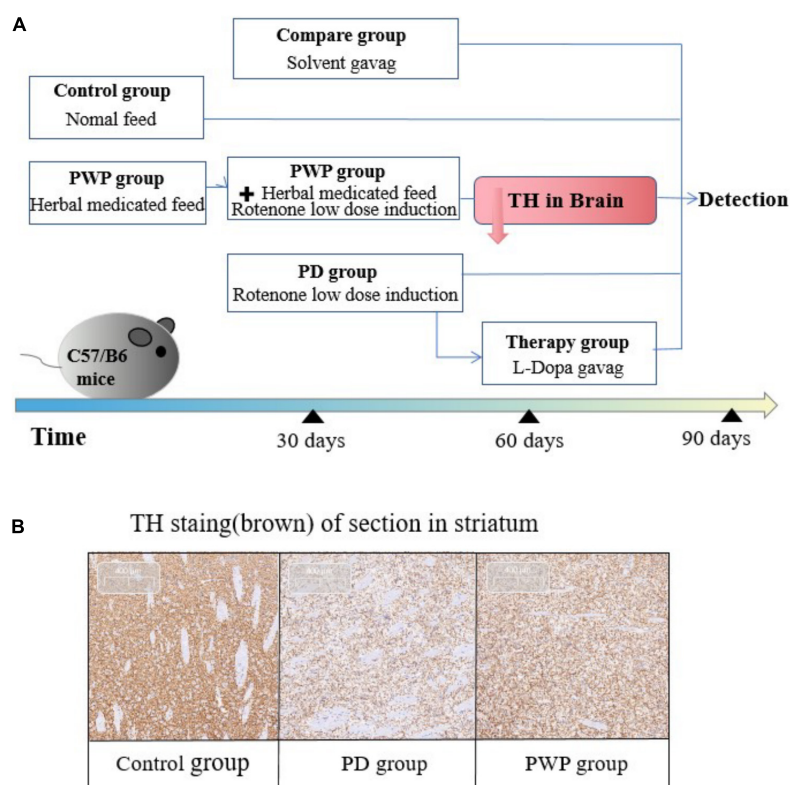 A
Compare group
Solvent gavag
Control group
Nomal feed
PWP group
Herbal medicated feed
PWP group
+ Herbal medicated feed
Rotenone low dose induction
TH in Brain
Detection
PD group
Rotenone low dose induction
Therapy group
L-Dopa gavag
C57/B6
mice
Time
30 days
60 days
90 days
B
TH staing(brown) of section in striatum
Control group
PD group
PWP group